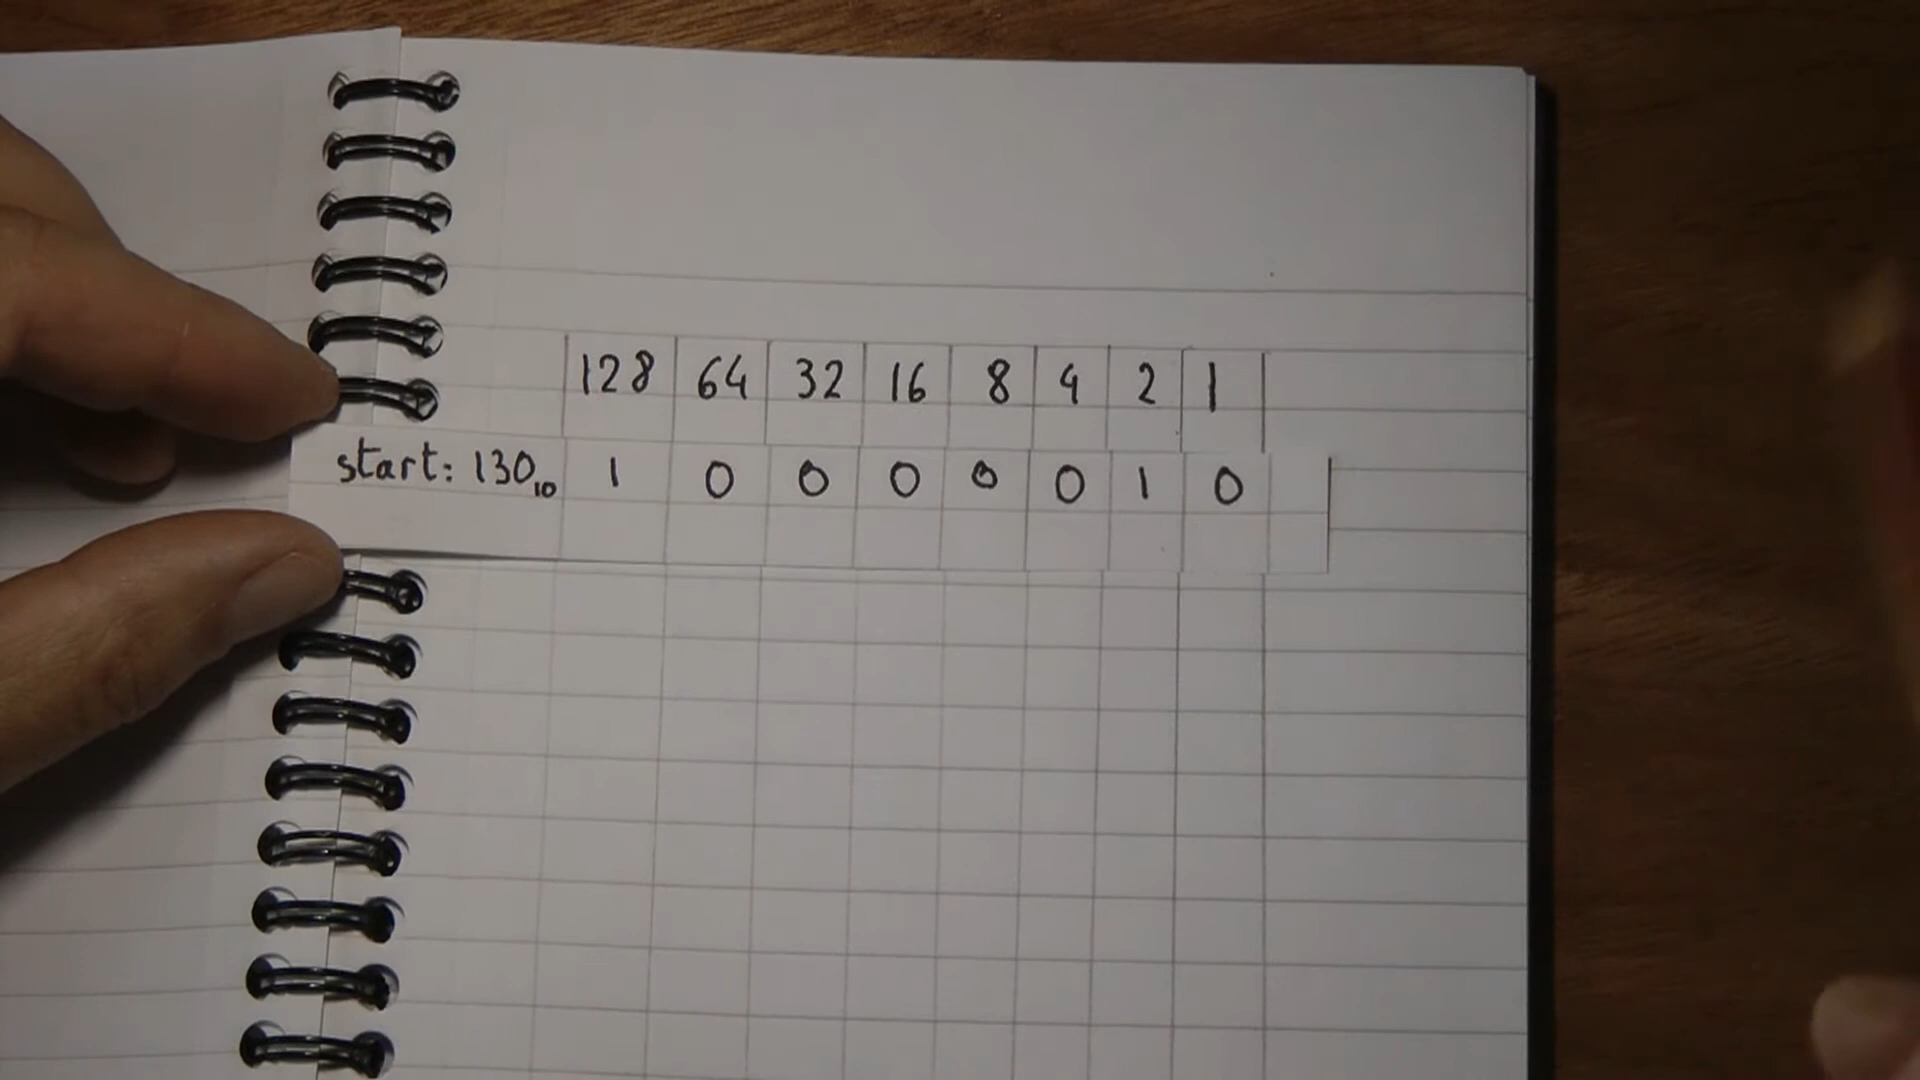 128 64 32 16 8 4 2 1
start: 130₁₀ 1 0 0 0 0 0 1 0